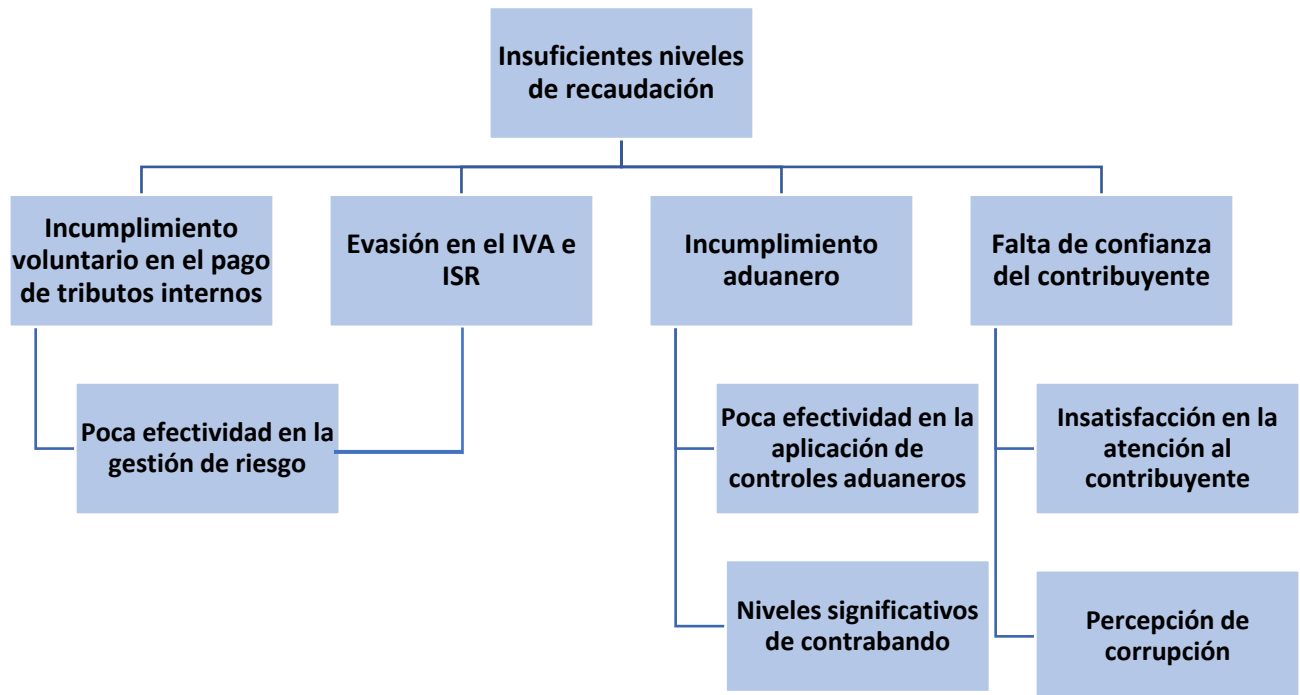 Insuficientes niveles
de recaudación
Incumplimiento
voluntario en el pago
de tributos internos
Evasión en el IVA e
ISR
Incumplimiento
aduanero
Falta de confianza
del contribuyente
Poca efectividad en la
gestión de riesgo
Poca efectividad en la
aplicación de
controles aduaneros
Insatisfacción en la
atención al
contribuyente
Niveles significativos
de contrabando
Percepción de
corrupción